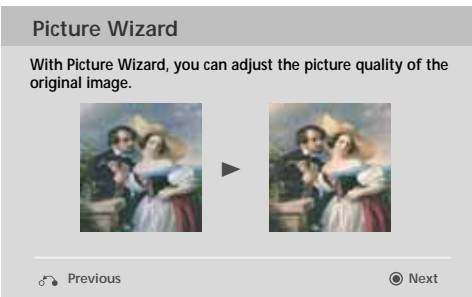 Picture Wizard
With Picture Wizard, you can adjust the picture quality of the
original image.
Previous
Next